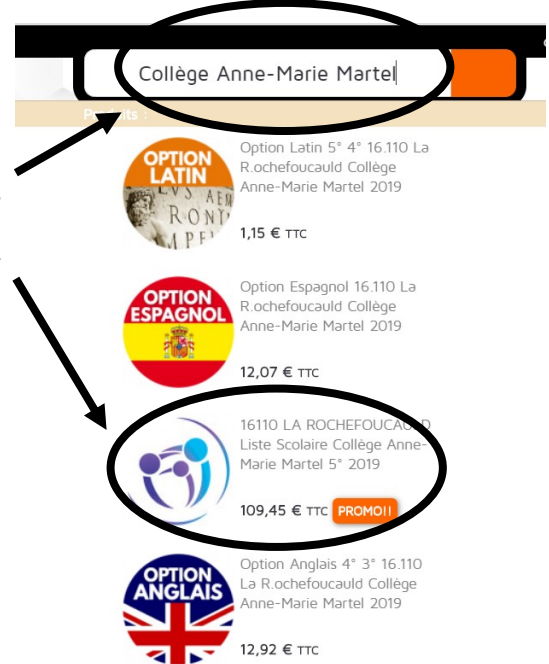 Collège Anne-Marie Martel
Produits :
OPTION
LATIN
Option Latin 5° 4° 16.110 La
R.ochefoucauld Collège
Anne-Marie Martel 2019
1,15 € TTC
OPTION
ESPAGNOL
Option Espagnol 16.110 La
R.ochefoucauld Collège
Anne-Marie Martel 2019
12,07 € TTC
16110 LA ROCHEFOUCAULD
Liste Scolaire Collège Anne-
Marie Martel 5° 2019
109,45 € TTC PROMO!!
OPTION
ANGLAIS
Option Anglais 4° 3° 16.110
La R.ochefoucauld Collège
Anne-Marie Martel 2019
12,92 € TTC